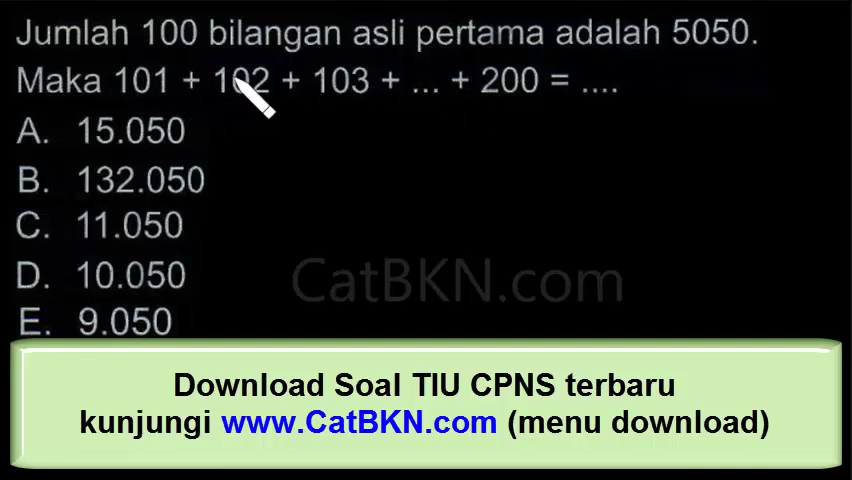 Jumlah 100 bilangan asli pertama adalah 5050.
Maka 101 + 102 + 103 + ... + 200 = ....
A. 15.050
B. 132.050
C. 11.050
D. 10.050
E. 9.050
CatBKN.com
Download Soal TIU CPNS terbaru
kunjungi www.CatBKN.com (menu download)